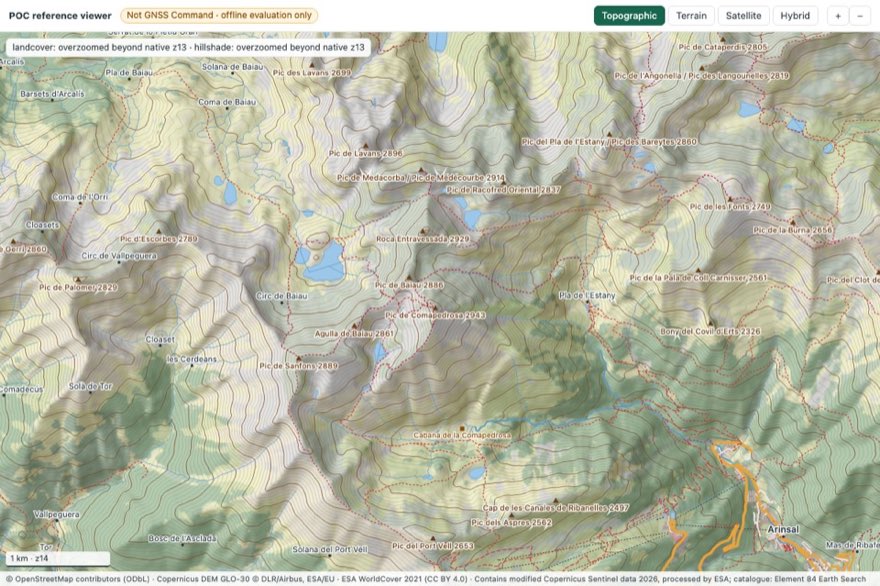 POC reference viewer
Not GNSS Command · offline evaluation only
Topographic
Terrain
Satellite
Hybrid
+
−
landcover: overzoomed beyond native z13 · hillshade: overzoomed beyond native z13
Pic de Cataperdis 2805
Arcalís
Pla de Baiau
Solana de Baiau
Pic des Lavans 2699
Pic de l'Angonella / Pic des Langounelles 2819
Barsets d'Arcalís
Coma de Baiau
Pic del Pla de l'Estany / Pic des Bareytes 2860
Pic de Lavans 2896
Pic de Medacorba / Pic de Médécourbe 2914
Pic de Racofred Oriental 2837
Coma de l'Orri
Pic de les Fonts 2749
Cloasets
Pic de la Burna 2656
Pic d'Escorbes 2789
Roca Entravessada 2929
2860
Circ de Vallpeguera
Pic de Palomer 2829
Pic de Baiau 2886
Pic de la Pala de Coll Carnisser 2561
Pic del Clot de
Circ de Baiau
Pla de l'Estany
Pic de Comapedrosa 2943
Agulla de Baiau 2861
Bony del Covil d'Erts 2326
Cloaset
les Cerdeans
Pic de Sanfons 2889
Comadecus
Solà de Tor
Cabana de la Comapedrosa
Cap de les Canales de Ribanelles 2497
Pic dels Aspres 2562
Vallpeguera
Arinsal
Bosc de l'Asclada
Tor
Solana del Port Vell
Pic del Port Vell 2653
Mas de Ribafe
1 km · z14
© OpenStreetMap contributors (ODbL) · Copernicus DEM GLO-30 © DLR/Airbus, ESA/EU · ESA WorldCover 2021 (CC BY 4.0) · Contains modified Copernicus Sentinel data 2026, processed by ESA; catalogue: Element 84 Earth Search